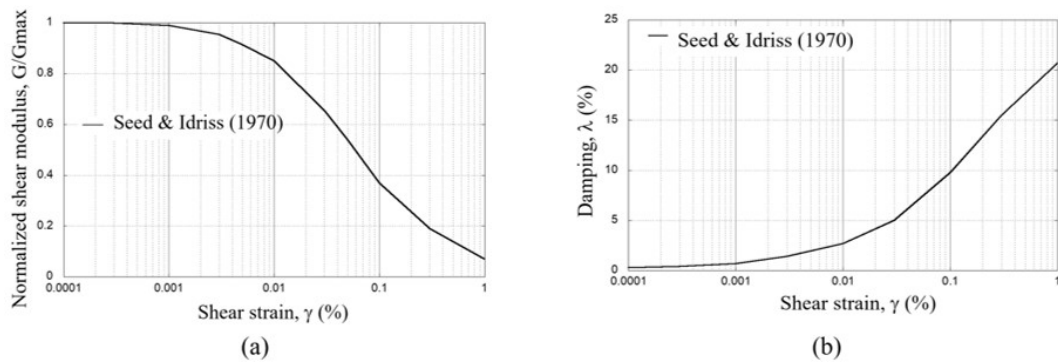 Normalized shear modulus, G/Gmax
1
0.8
0.6
0.4
0.2
0
Seed & Idriss (1970)
0.0001
0.001
0.01
0.1
1
Shear strain, γ (%)
(a)
Damping, λ (%)
25
20
15
10
5
0
Seed & Idriss (1970)
0.0001
0.001
0.01
0.1
1
Shear strain, γ (%)
(b)